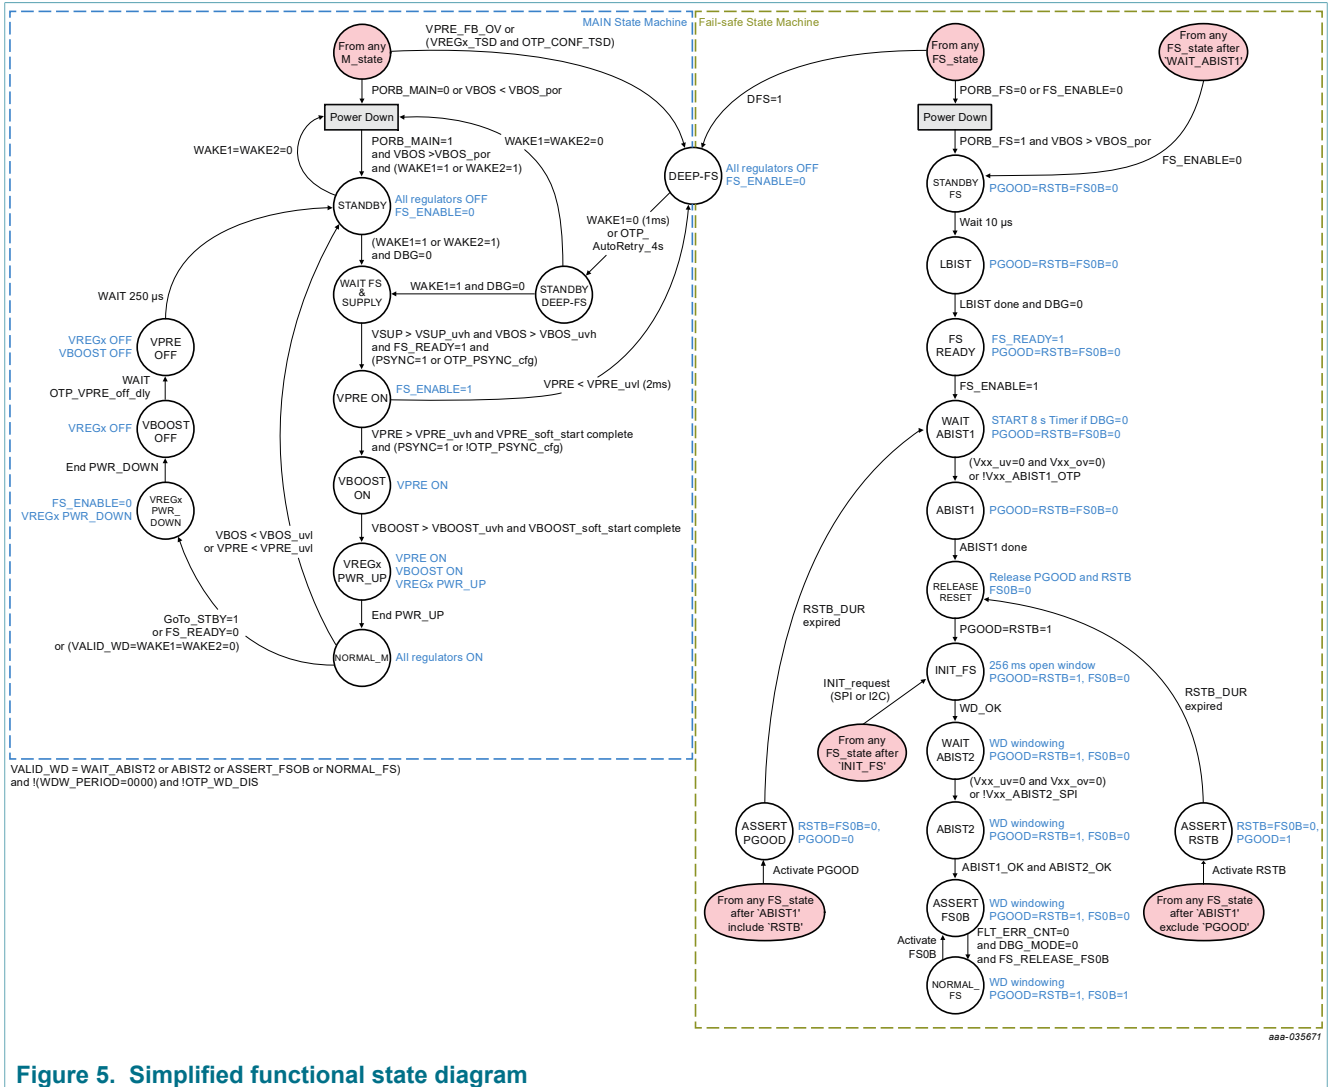 MAIN State Machine
From any
M_state
VPRE_FB_OV or
(VREGx_TSD and OTP_CONF_TSD)
PORB_MAIN=0 or VBOS < VBOS_por
Power Down
WAKE1=WAKE2=0
PORB_MAIN=1
and VBOS >VBOS_por
and (WAKE1=1 or WAKE2=1)
WAKE1=WAKE2=0
STANDBY
All regulators OFF
FS_ENABLE=0
(WAKE1=1 or WAKE2=1)
and DBG=0
WAIT FS
&
SUPPLY
WAKE1=1 and DBG=0
STANDBY
DEEP-FS
WAKE1=0 (1ms)
or OTP_
AutoRetry_4s
DEEP-FS
All regulators OFF
FS_ENABLE=0
DFS=1
VSUP > VSUP_uvh and VBOS > VBOS_uvh
and FS_READY=1 and
(PSYNC=1 or OTP_PSYNC_cfg)
VPRE ON
FS_ENABLE=1
VPRE < VPRE_uvl (2ms)
VPRE > VPRE_uvh and VPRE_soft_start complete
and (PSYNC=1 or !OTP_PSYNC_cfg)
VBOOST
ON
VPRE ON
VBOOST > VBOOST_uvh and VBOOST_soft_start complete
VREGx
PWR_UP
VPRE ON
VBOOST ON
VREGx PWR_UP
End PWR_UP
NORMAL_M
All regulators ON
WAIT 250 µs
VREGx OFF
VBOOST OFF
VPRE
OFF
WAIT
OTP_VPRE_off_dly
VREGx OFF
VBOOST
OFF
End PWR_DOWN
FS_ENABLE=0
VREGx PWR_DOWN
VREGx
PWR_
DOWN
VBOS < VBOS_uvl
or VPRE < VPRE_uvl
GoTo_STBY=1
or FS_READY=0
or (VALID_WD=WAKE1=WAKE2=0)
VALID_WD = WAIT_ABIST2 or ABIST2 or ASSERT_FSOB or NORMAL_FS)
and !(WDW_PERIOD=0000) and !OTP_WD_DIS
Fail-safe State Machine
From any
FS_state
From any
FS_state after
'WAIT_ABIST1'
PORB_FS=0 or FS_ENABLE=0
Power Down
PORB_FS=1 and VBOS > VBOS_por
FS_ENABLE=0
STANDBY
FS
PGOOD=RSTB=FS0B=0
Wait 10 µs
LBIST
PGOOD=RSTB=FS0B=0
LBIST done and DBG=0
FS
READY
FS_READY=1
PGOOD=RSTB=FS0B=0
FS_ENABLE=1
WAIT
ABIST1
START 8 s Timer if DBG=0
PGOOD=RSTB=FS0B=0
(Vxx_uv=0 and Vxx_ov=0)
or !Vxx_ABIST1_OTP
ABIST1
PGOOD=RSTB=FS0B=0
ABIST1 done
RELEASE
RESET
Release PGOOD and RSTB
FS0B=0
PGOOD=RSTB=1
INIT_FS
256 ms open window
PGOOD=RSTB=1, FS0B=0
INIT_request
(SPI or I2C)
From any
FS_state after
'INIT_FS'
WD_OK
WAIT
ABIST2
WD windowing
PGOOD=RSTB=1, FS0B=0
(Vxx_uv=0 and Vxx_ov=0)
or !Vxx_ABIST2_SPI
ABIST2
WD windowing
PGOOD=RSTB=1, FS0B=0
ABIST1_OK and ABIST2_OK
ASSERT
FS0B
WD windowing
PGOOD=RSTB=1, FS0B=0
Activate
FS0B
FLT_ERR_CNT=0
and DBG_MODE=0
and FS_RELEASE_FS0B
NORMAL_
FS
WD windowing
PGOOD=RSTB=1, FS0B=1
RSTB_DUR
expired
ASSERT
PGOOD
RSTB=FS0B=0,
PGOOD=0
Activate PGOOD
From any FS_state
after 'ABIST1'
include 'RSTB'
RSTB_DUR
expired
ASSERT
RSTB
RSTB=FS0B=0,
PGOOD=1
Activate RSTB
From any FS_state
after 'ABIST1'
exclude 'PGOOD'
aaa-035671
Figure 5. Simplified functional state diagram